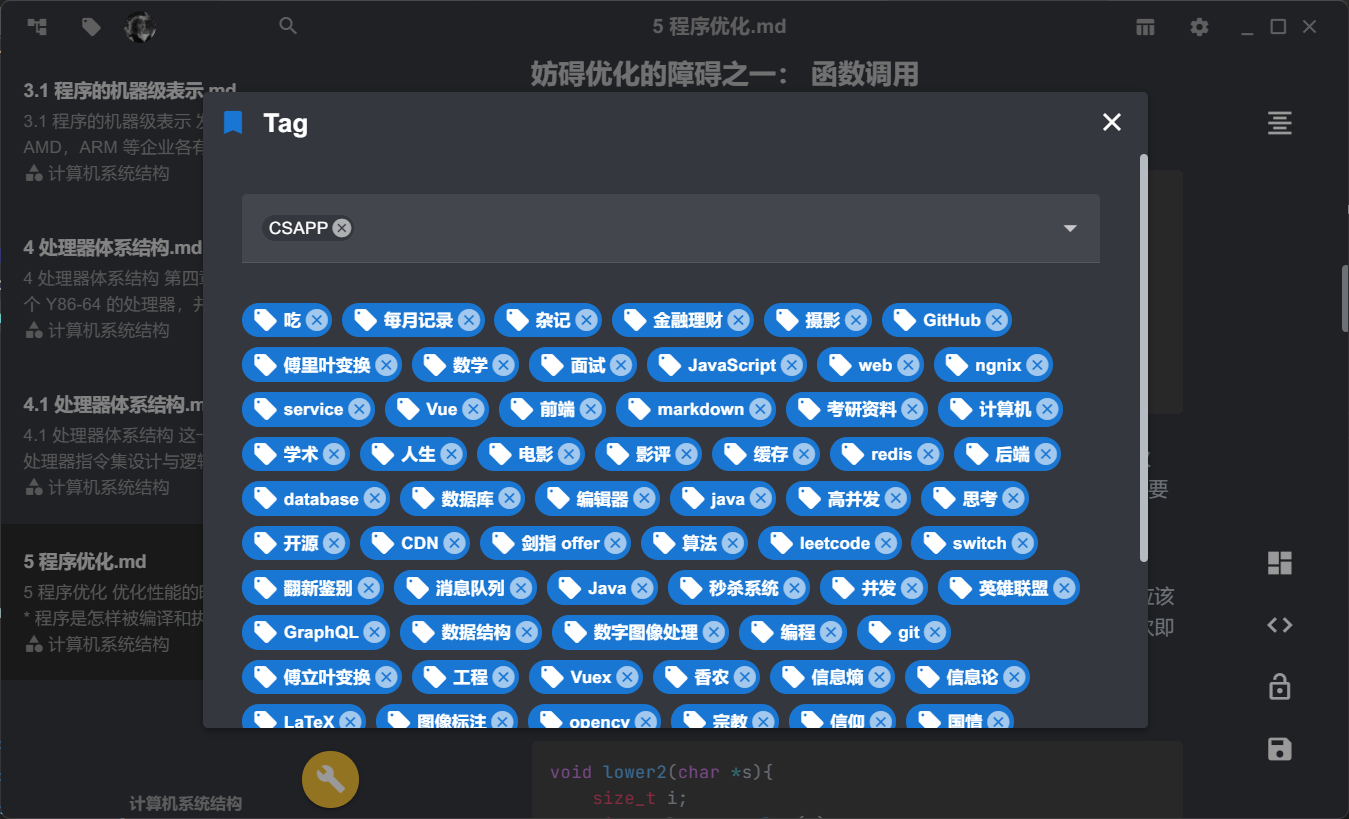 5 程序优化.md
妨碍优化的障碍之一： 函数调用
3.1 程序的机器级表示.md
3.1 程序的机器级表示
AMD，ARM 等企业各有
计算机系统结构
4 处理器体系结构.md
4 处理器体系结构 第四
个 Y86-64 的处理器，
计算机系统结构
4.1 处理器体系结构.m
4.1 处理器体系结构 这
处理器指令集设计与逻
计算机系统结构
5 程序优化.md
5 程序优化 优化性能的
* 程序是怎样被编译和执
计算机系统结构
计算机系统结构
Tag
CSAPP
吃 每月记录 杂记 金融理财 摄影 GitHub
傅里叶变换 数学 面试 JavaScript web ngnix
service Vue 前端 markdown 考研资料 计算机
学术 人生 电影 影评 缓存 redis 后端
database 数据库 编辑器 java 高并发 思考
开源 CDN 剑指 offer 算法 leetcode switch
翻新鉴别 消息队列 Java 秒杀系统 并发 英雄联盟
GraphQL 数据结构 数字图像处理 编程 git
傅立叶变换 工程 Vuex 香农 信息熵 信息论
LaTeX 图像标注 opencv 宗教 信仰 国情
要
应该
次即
void lower2(char *s){
size_t i;